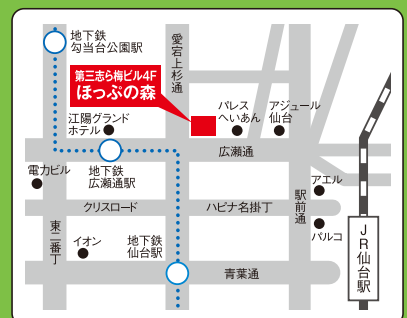 地下鉄
勾当台公園駅
愛宕上杉通
第三志ら梅ビル4F
ほっぷの森
江陽グランド
ホテル
パレス
へいあん
アジュール
仙台
広瀬通
電力ビル
地下鉄
広瀬通駅
アエル
クリスロード
ハピナ名掛丁
駅前通
東二番丁
イオン
地下鉄
仙台駅
パルコ
JR仙台駅
青葉通